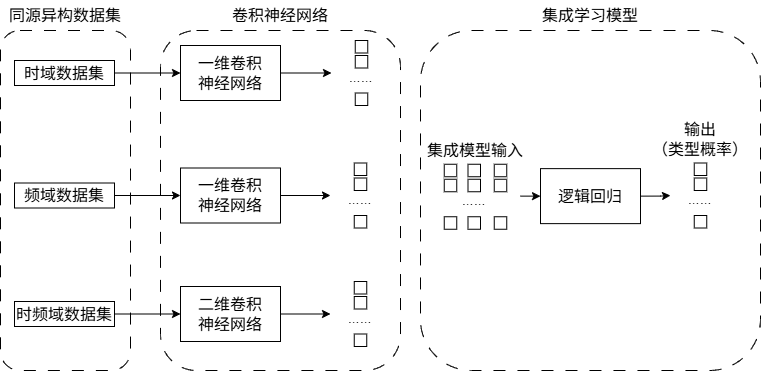 同源异构数据集
卷积神经网络
集成学习模型
时域数据集
一维卷积
神经网络
……
频域数据集
一维卷积
神经网络
……
时频域数据集
二维卷积
神经网络
……
集成模型输入
……
逻辑回归
输出
（类型概率）
……